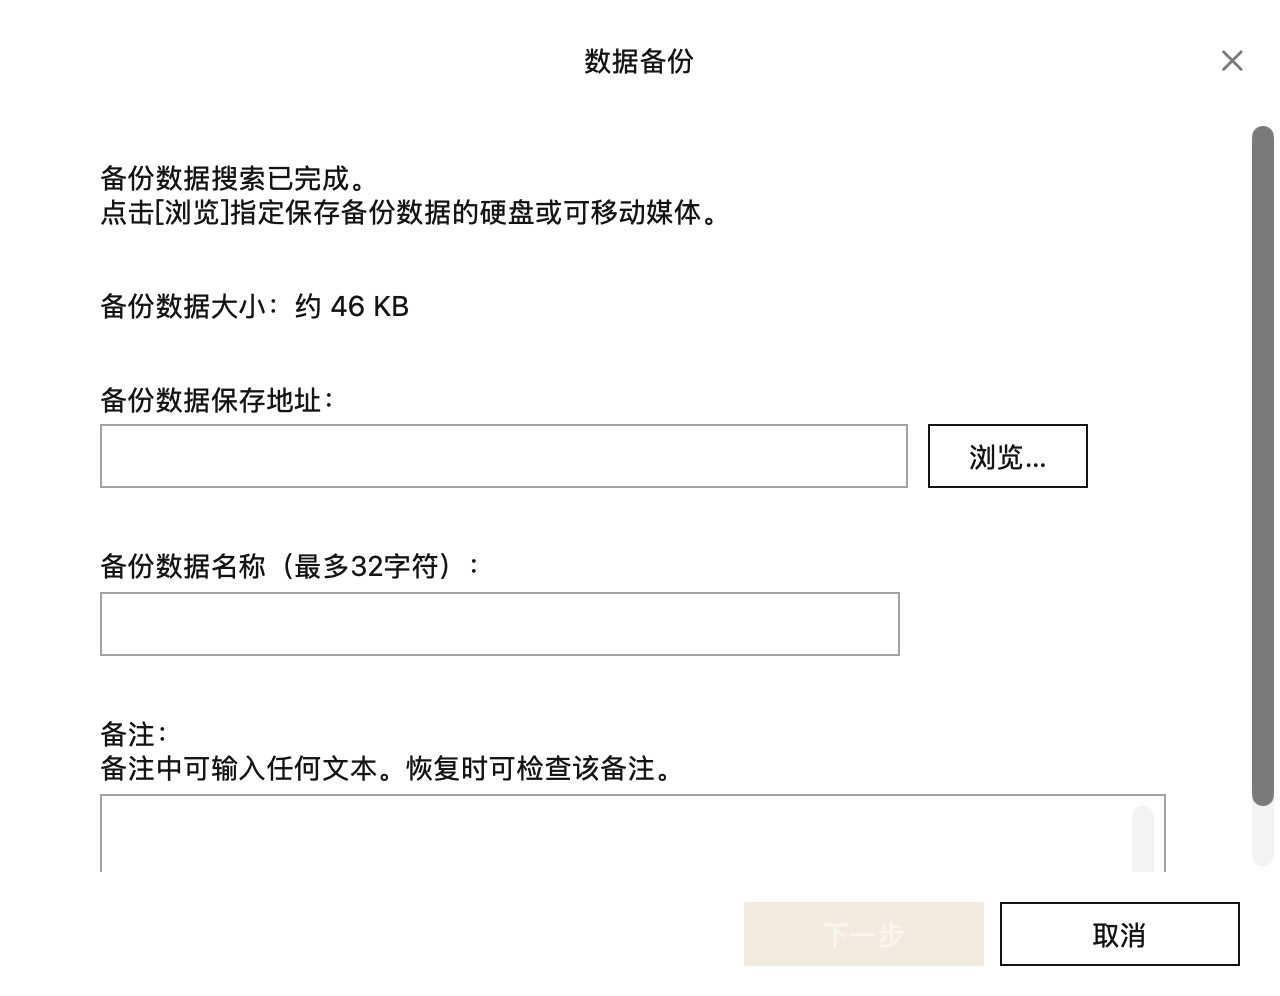 数据备份
备份数据搜索已完成。
点击[浏览]指定保存备份数据的硬盘或可移动媒体。
备份数据大小：约 46 KB
备份数据保存地址：
浏览...
备份数据名称（最多32字符）：
备注：
备注中可输入任何文本。恢复时可检查该备注。
下一步
取消